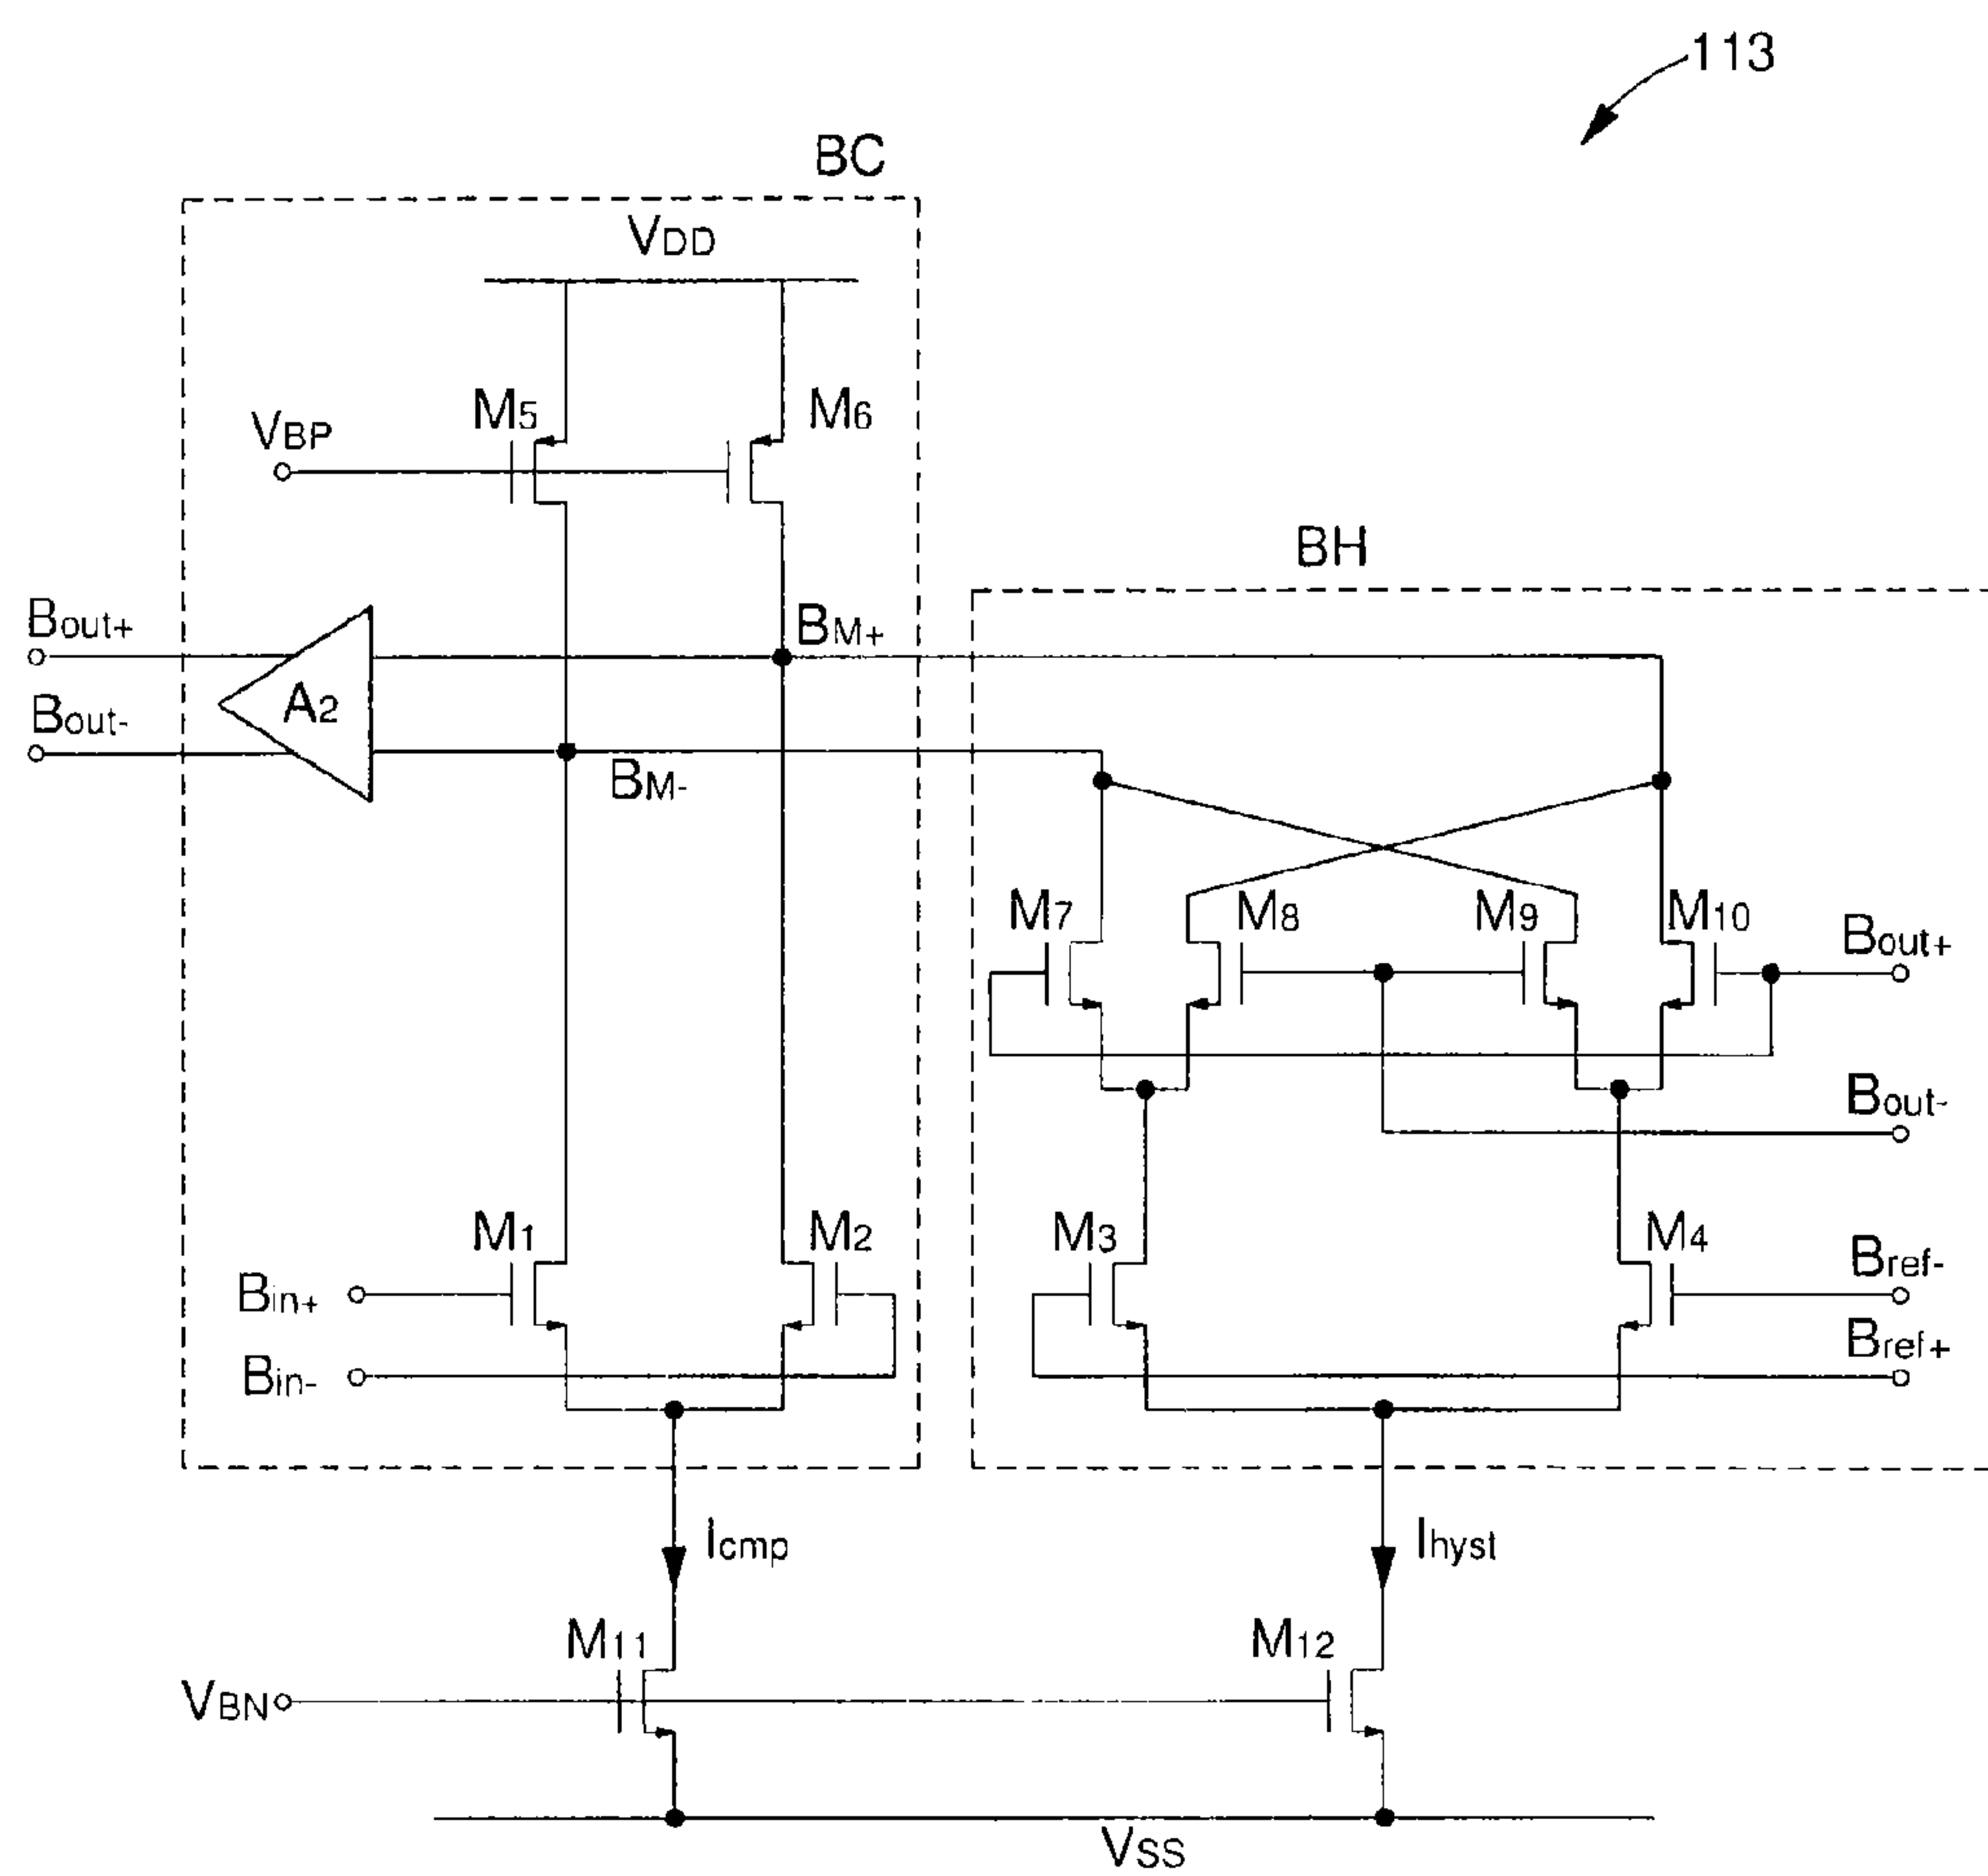 113
BC
VDD
M5
M6
VBP
BH
Bout+
BM+
A2
Bout-
BM-
M7
M8
M9
M10
Bout+
Bout-
M1
M2
M3
M4
Bref-
Bin+
Bref+
Bin-
Icmp
Ihyst
M11
M12
VBN
VSS